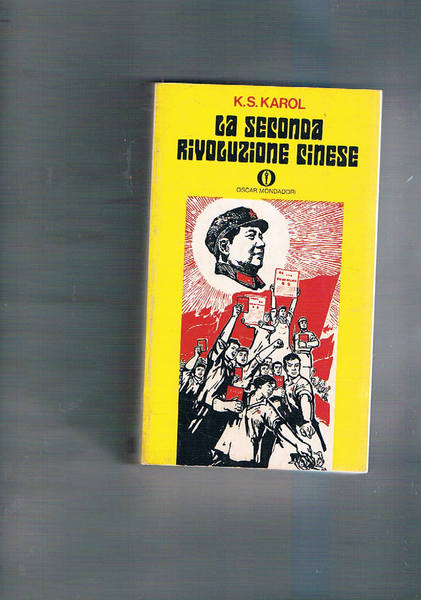 K.S. KAROL
LA SECONDA
RIVOLUZIONE CINESE
OSCAR MONDADORI